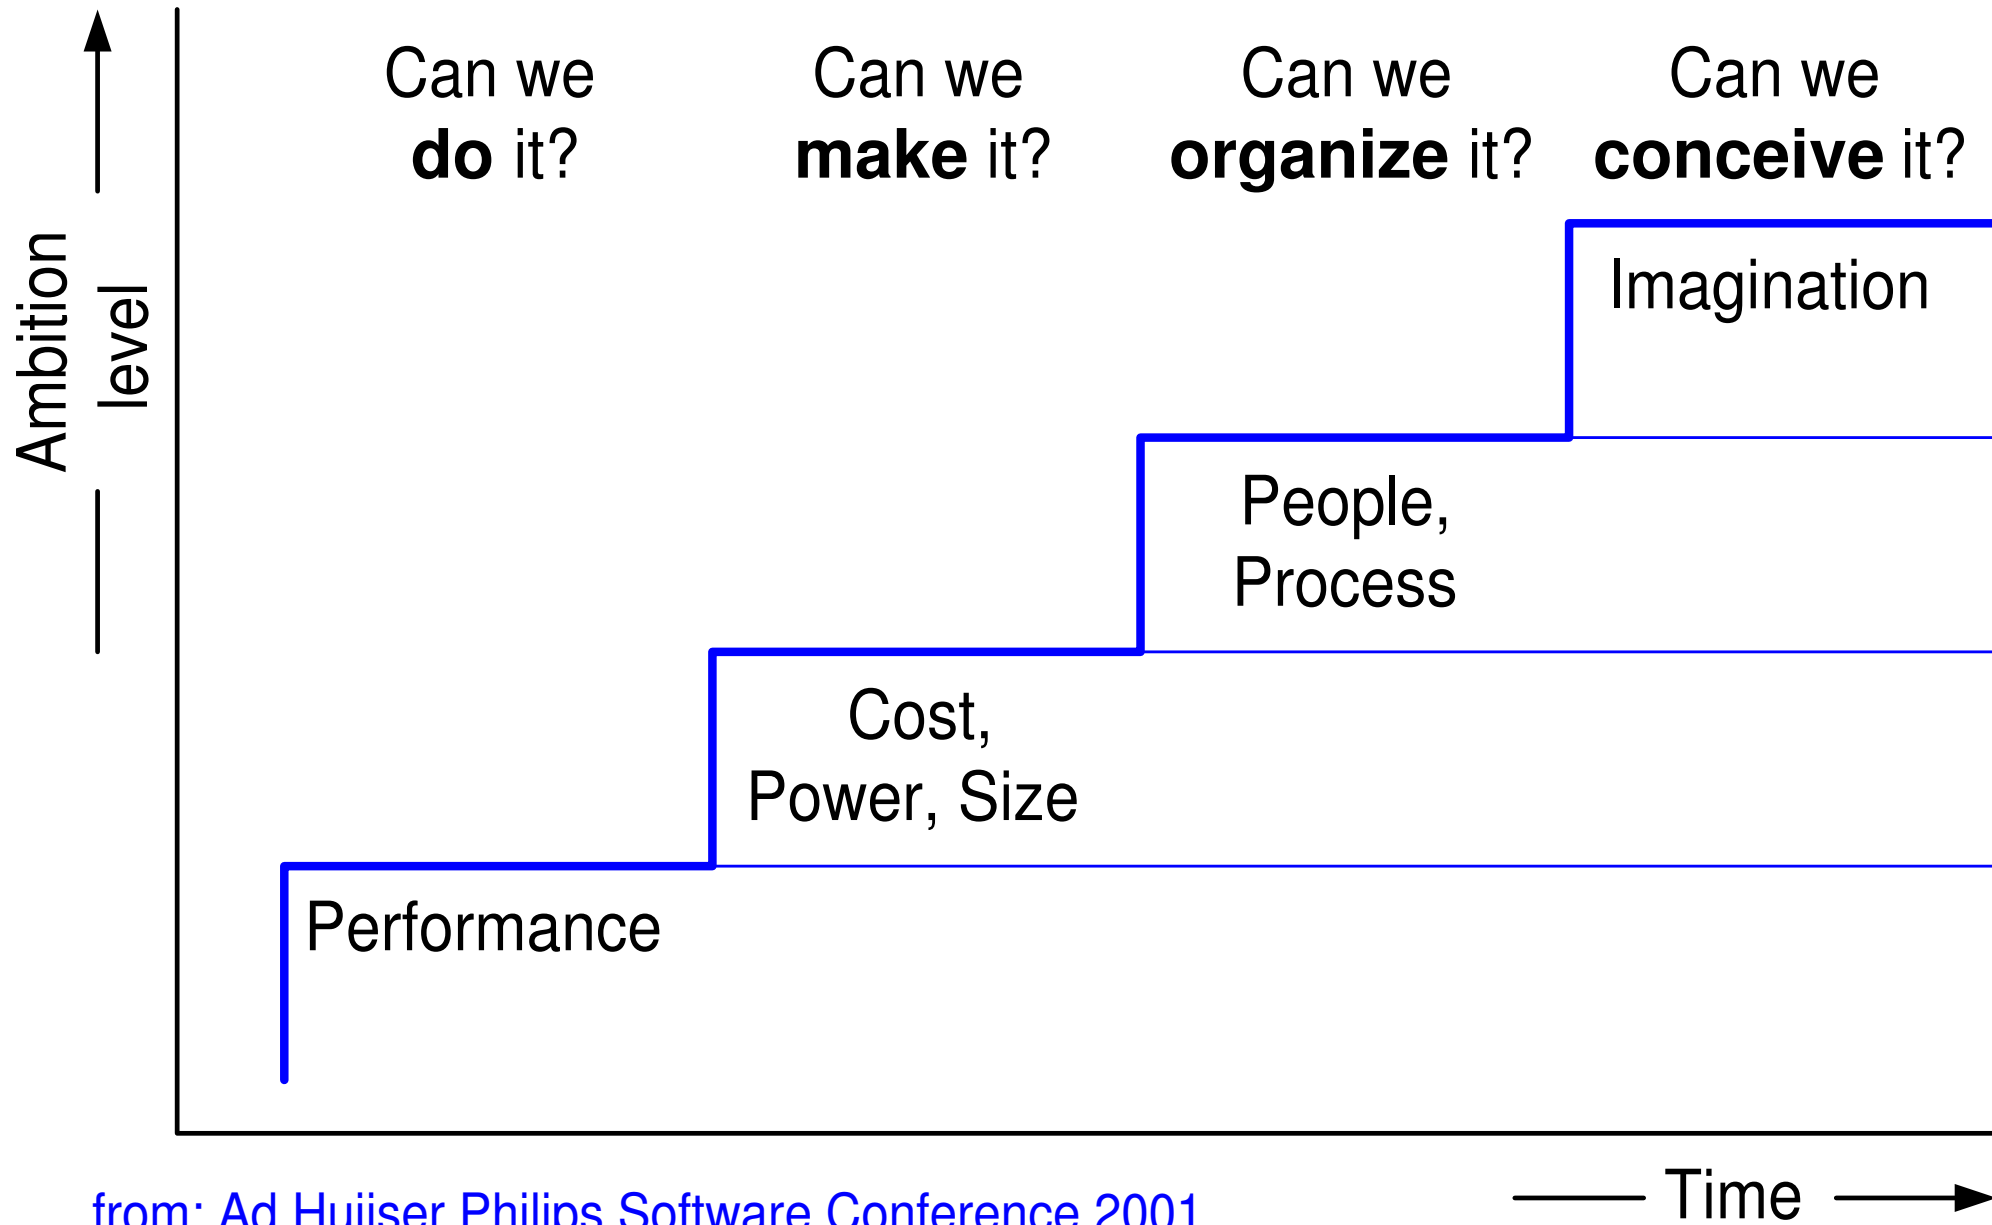 Can we
do it?
Can we
make it?
Can we
organize it?
Can we
conceive it?
Ambition
level
Imagination
People,
Process
Cost,
Power, Size
Performance
Time
from: Ad Huijser Philips Software Conference 2001